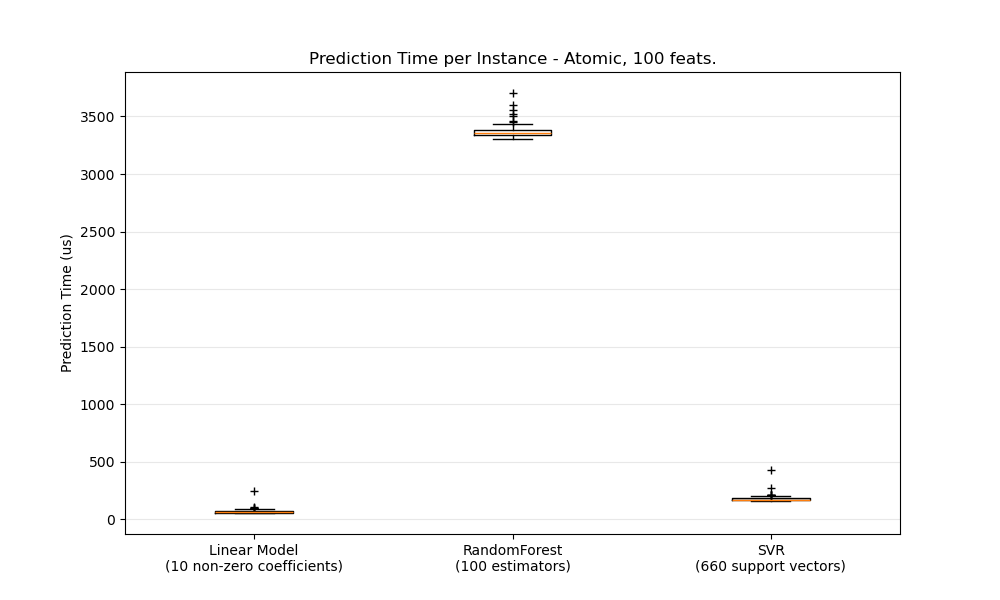 Prediction Time per Instance - Atomic, 100 feats.
Prediction Time (us)
3500
3000
2500
2000
1500
1000
500
0
Linear Model
(10 non-zero coefficients)
RandomForest
(100 estimators)
SVR
(660 support vectors)